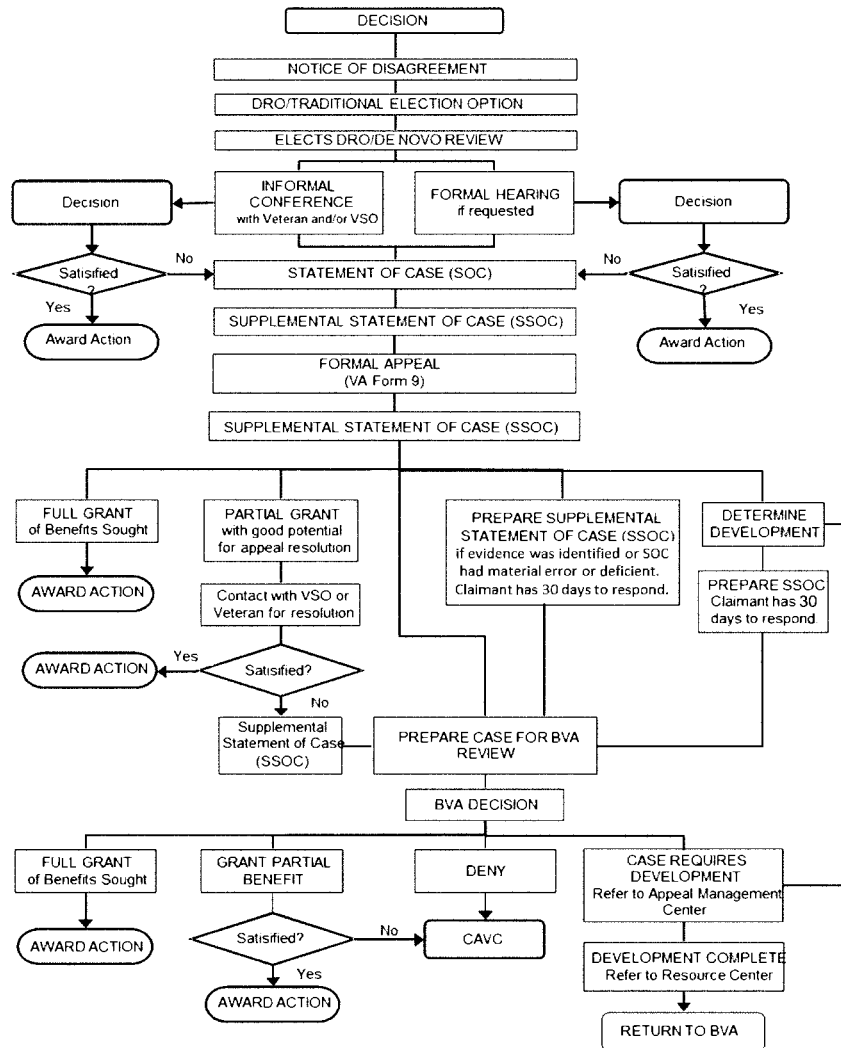 DECISION
NOTICE OF DISAGREEMENT
DRO/TRADITIONAL ELECTION OPTION
ELECTS DRO/DE NOVO REVIEW
Decision
INFORMAL
CONFERENCE
with Veteran and/or VSO
FORMAL HEARING
if requested
Decision
Satisified
?
No
STATEMENT OF CASE (SOC)
No
Satisified
?
Yes
Award Action
SUPPLEMENTAL STATEMENT OF CASE (SSOC)
Yes
Award Action
FORMAL APPEAL
(VA Form 9)
SUPPLEMENTAL STATEMENT OF CASE (SSOC)
FULL GRANT
of Benefits Sought
PARTIAL GRANT
with good potential
for appeal resolution
PREPARE SUPPLEMENTAL
STATEMENT OF CASE (SSOC)
if evidence was identified or SOC
had material error or deficient.
Claimant has 30 days to respond.
DETERMINE
DEVELOPMENT
AWARD ACTION
Contact with VSO or
Veteran for resolution
PREPARE SSOC
Claimant has 30
days to respond.
AWARD ACTION
Yes
Satisified?
No
Supplemental
Statement of Case
(SSOC)
PREPARE CASE FOR BVA
REVIEW
BVA DECISION
FULL GRANT
of Benefits Sought
GRANT PARTIAL
BENEFIT
DENY
CASE REQUIRES
DEVELOPMENT
Refer to Appeal Management
Center
AWARD ACTION
Satisified?
No
CAVC
Yes
AWARD ACTION
DEVELOPMENT COMPLETE
Refer to Resource Center
RETURN TO BVA